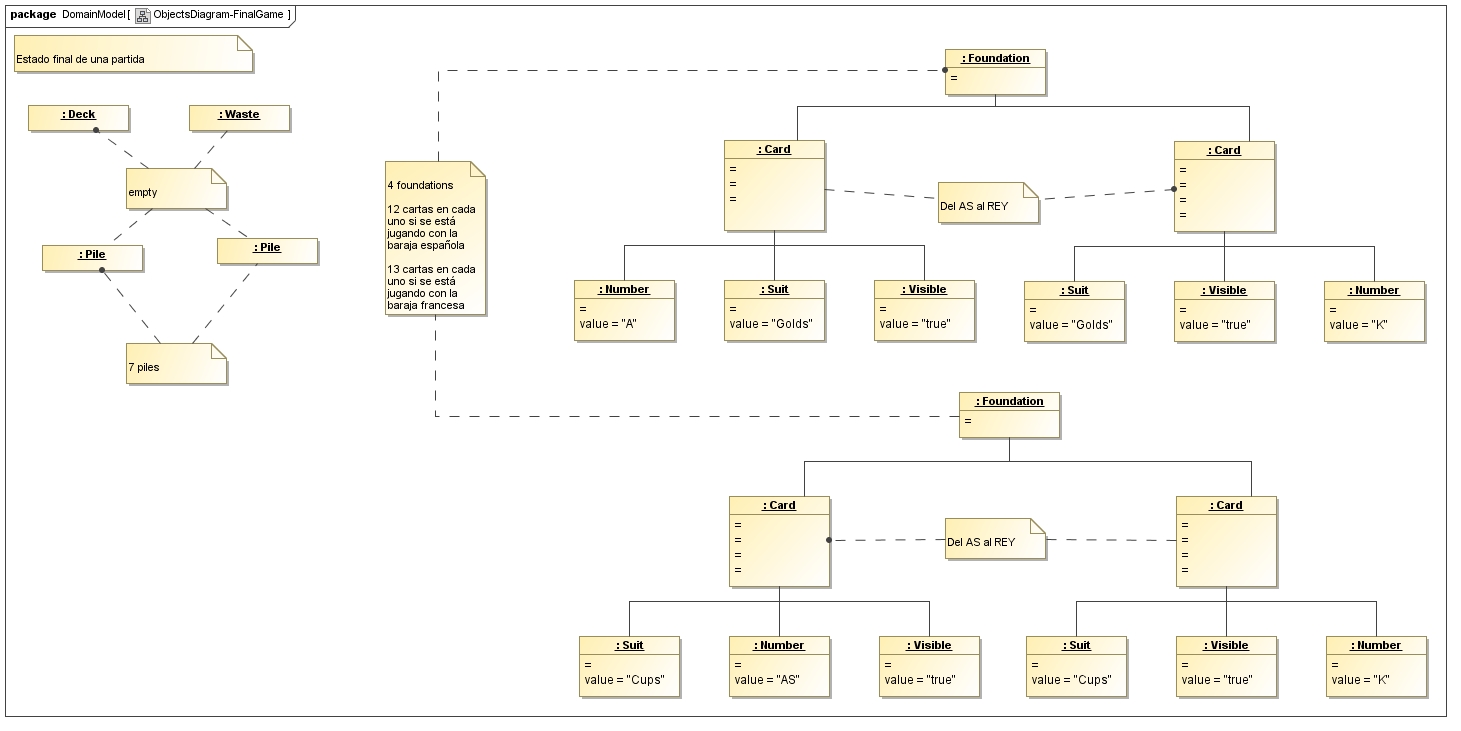 package DomainModel[ ObjectsDiagram-FinalGame ]
Estado final de una partida
: Deck
: Waste
empty
: Pile
: Pile
7 piles
4 foundations
12 cartas en cada
uno si se está
jugando con la
baraja española
13 cartas en cada
uno si se está
jugando con la
baraja francesa
: Foundation
=
: Card
=
=
=
Del AS al REY
: Card
=
=
=
=
: Number
=
value = "A"
: Suit
=
value = "Golds"
: Visible
=
value = "true"
: Suit
=
value = "Golds"
: Visible
=
value = "true"
: Number
=
value = "K"
: Foundation
=
: Card
=
=
=
=
Del AS al REY
: Card
=
=
=
=
: Suit
=
value = "Cups"
: Number
=
value = "AS"
: Visible
=
value = "true"
: Suit
=
value = "Cups"
: Visible
=
value = "true"
: Number
=
value = "K"